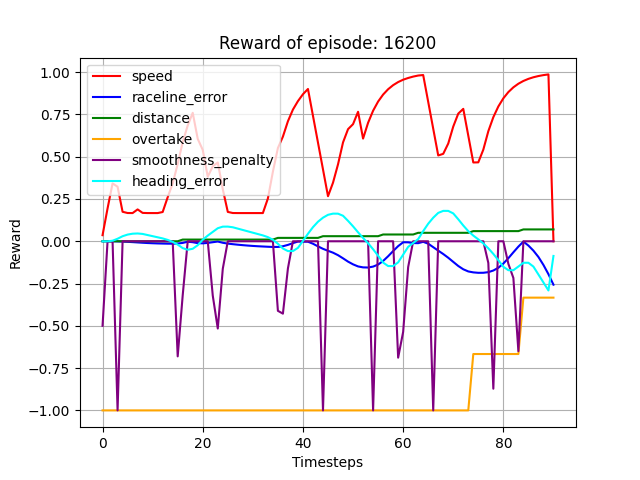 Reward of episode: 16200
1.00
0.75
0.50
0.25
0.00
−0.25
−0.50
−0.75
−1.00
Reward
speed
raceline_error
distance
overtake
smoothness_penalty
heading_error
0 20 40 60 80
Timesteps